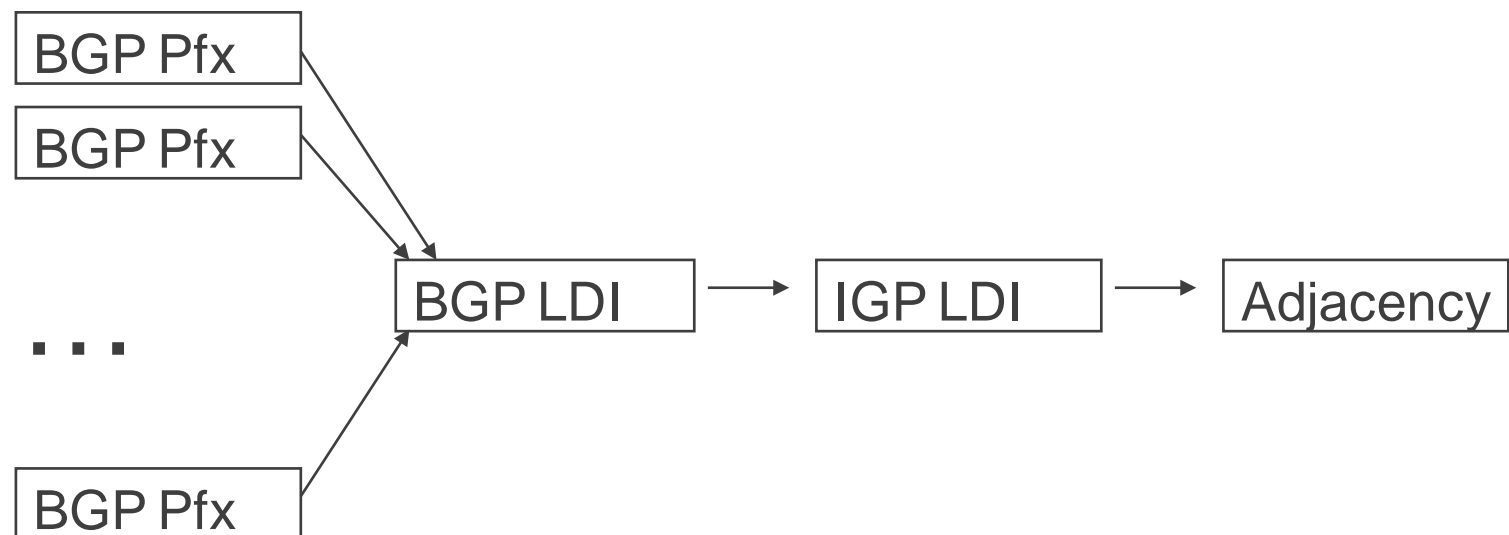 BGP Pfx
BGP Pfx
BGP LDI
IGP LDI
Adjacency
...
BGP Pfx